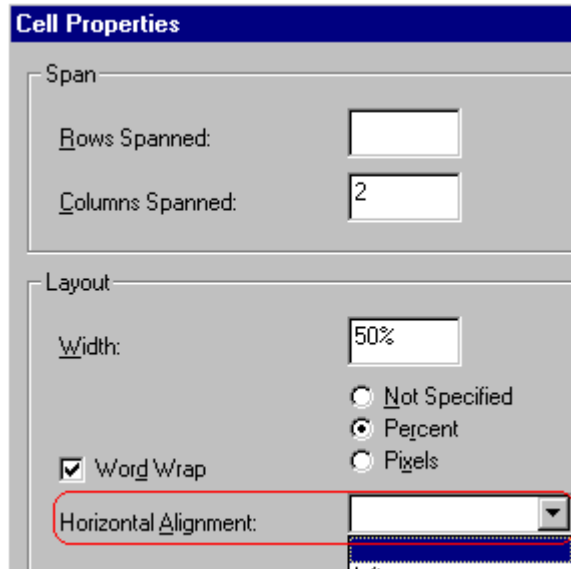 Cell Properties
Span
Rows Spanned:
Columns Spanned: 2
Layout
Width: 50%
Not Specified
Percent
Word Wrap Pixels
Horizontal Alignment: